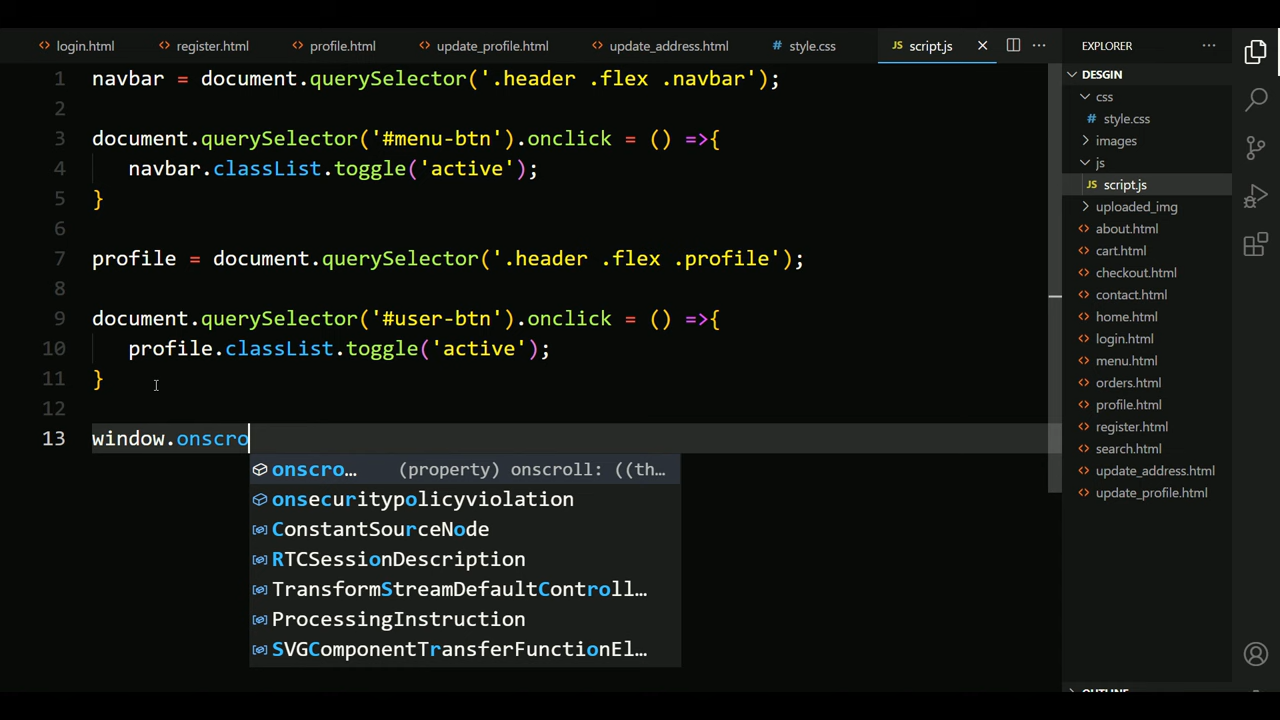 login.html register.html profile.html update_profile.html update_address.html style.css JS script.js
EXPLORER
DESGIN
css
style.css
images
js
JS script.js
uploaded_img
about.html
cart.html
checkout.html
contact.html
home.html
login.html
menu.html
orders.html
profile.html
register.html
search.html
update_address.html
update_profile.html
OUTLINE
1 navbar = document.querySelector('.header .flex .navbar');
2
3 document.querySelector('#menu-btn').onclick = () =>{
4 navbar.classList.toggle('active');
5 }
6
7 profile = document.querySelector('.header .flex .profile');
8
9 document.querySelector('#user-btn').onclick = () =>{
10 profile.classList.toggle('active');
11 }
12
13 window.onscro
onscro… (property) onscroll: ((th…
onsecuritypolicyviolation
ConstantSourceNode
RTCSessionDescription
TransformStreamDefaultControll…
ProcessingInstruction
SVGComponentTransferFunctionEl…